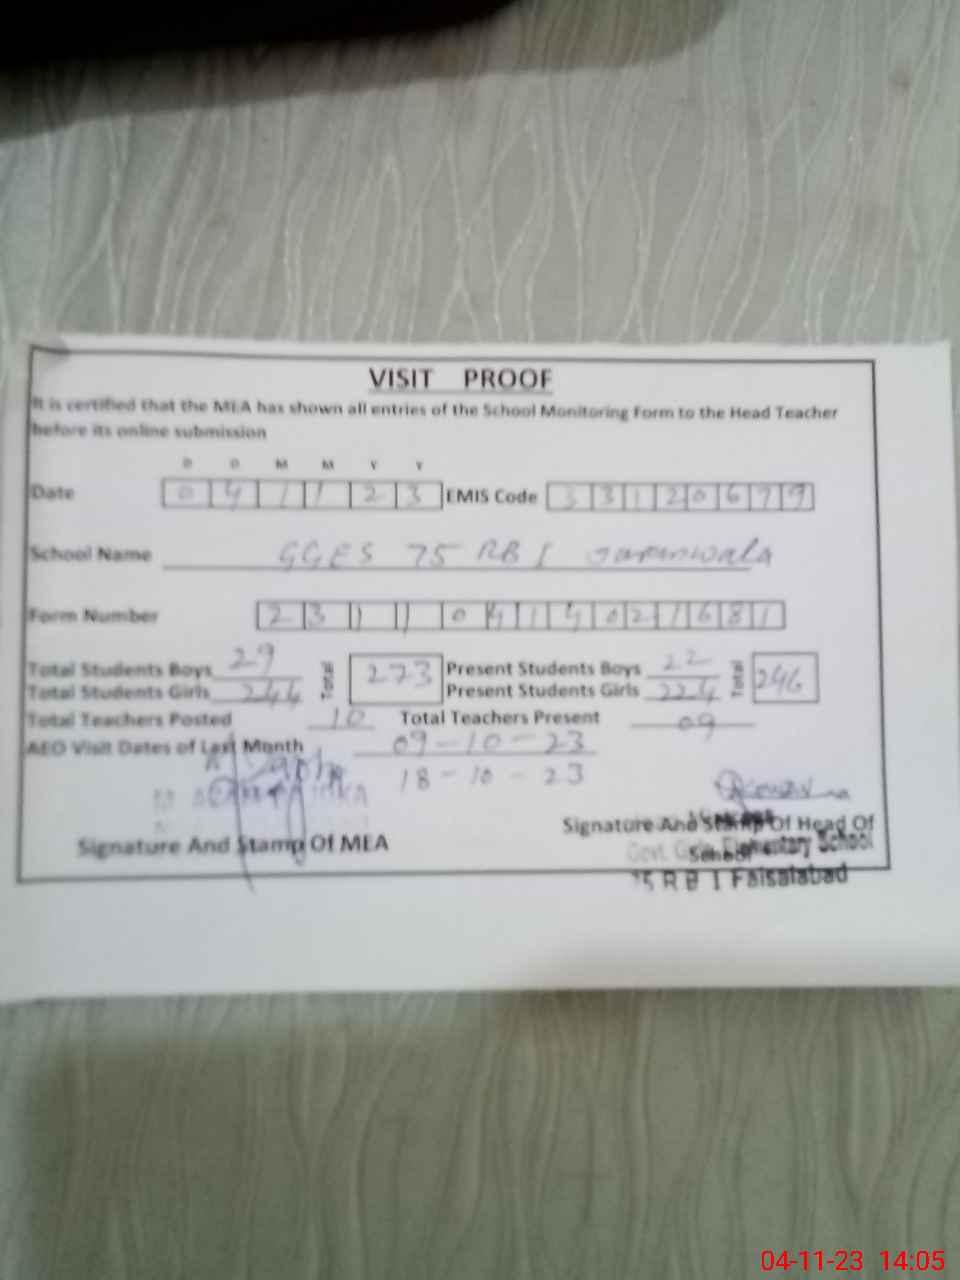 VISIT PROOF
It is certified that the MEA has shown all entries of the School Monitoring Form to the Head Teacher
before its online submission
D D M M Y Y
Date 0 4 1 1 2 3 EMIS Code 3 3 1 2 0 6 7 9
School Name GGES 75 RB I Jaranwala
Form Number 2 3 1 1 0 4 1 4 0 2 1 6 8 1
Total Students Boys 29 Total 273 Present Students Boys 22 Total 246
Total Students Girls 244 Present Students Girls 224
Total Teachers Posted 10 Total Teachers Present 09
AEO Visit Dates of Last Month 09-10-23
18-10-23
Signature And Stamp Of MEA
Signature And Stamp Of Head Of
School
Govt. Girls Elementary School
75 R B I Faisalabad
04-11-23 14:05